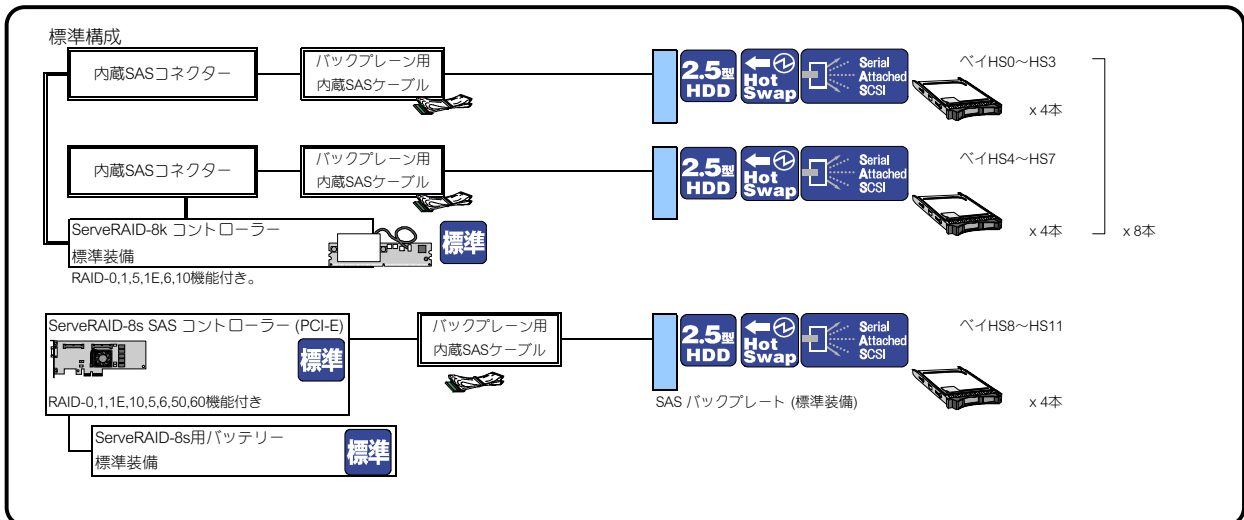 標準構成
内蔵SASコネクター
バックプレーン用
内蔵SASケーブル
2.5型
HDD
Hot
Swap
Serial
Attached
SCSI
ベイHS0～HS3
x 4本
内蔵SASコネクター
バックプレーン用
内蔵SASケーブル
2.5型
HDD
Hot
Swap
Serial
Attached
SCSI
ベイHS4～HS7
x 4本
x 8本
ServeRAID-8k コントローラー
標準装備
標準
RAID-0,1,5,1E,6,10機能付き。
ServeRAID-8s SAS コントローラー (PCI-E)
標準
RAID-0,1,1E,10,5,6,50,60機能付き
バックプレーン用
内蔵SASケーブル
2.5型
HDD
Hot
Swap
Serial
Attached
SCSI
ベイHS8～HS11
SAS バックプレート (標準装備)
x 4本
ServeRAID-8s用バッテリー
標準装備
標準